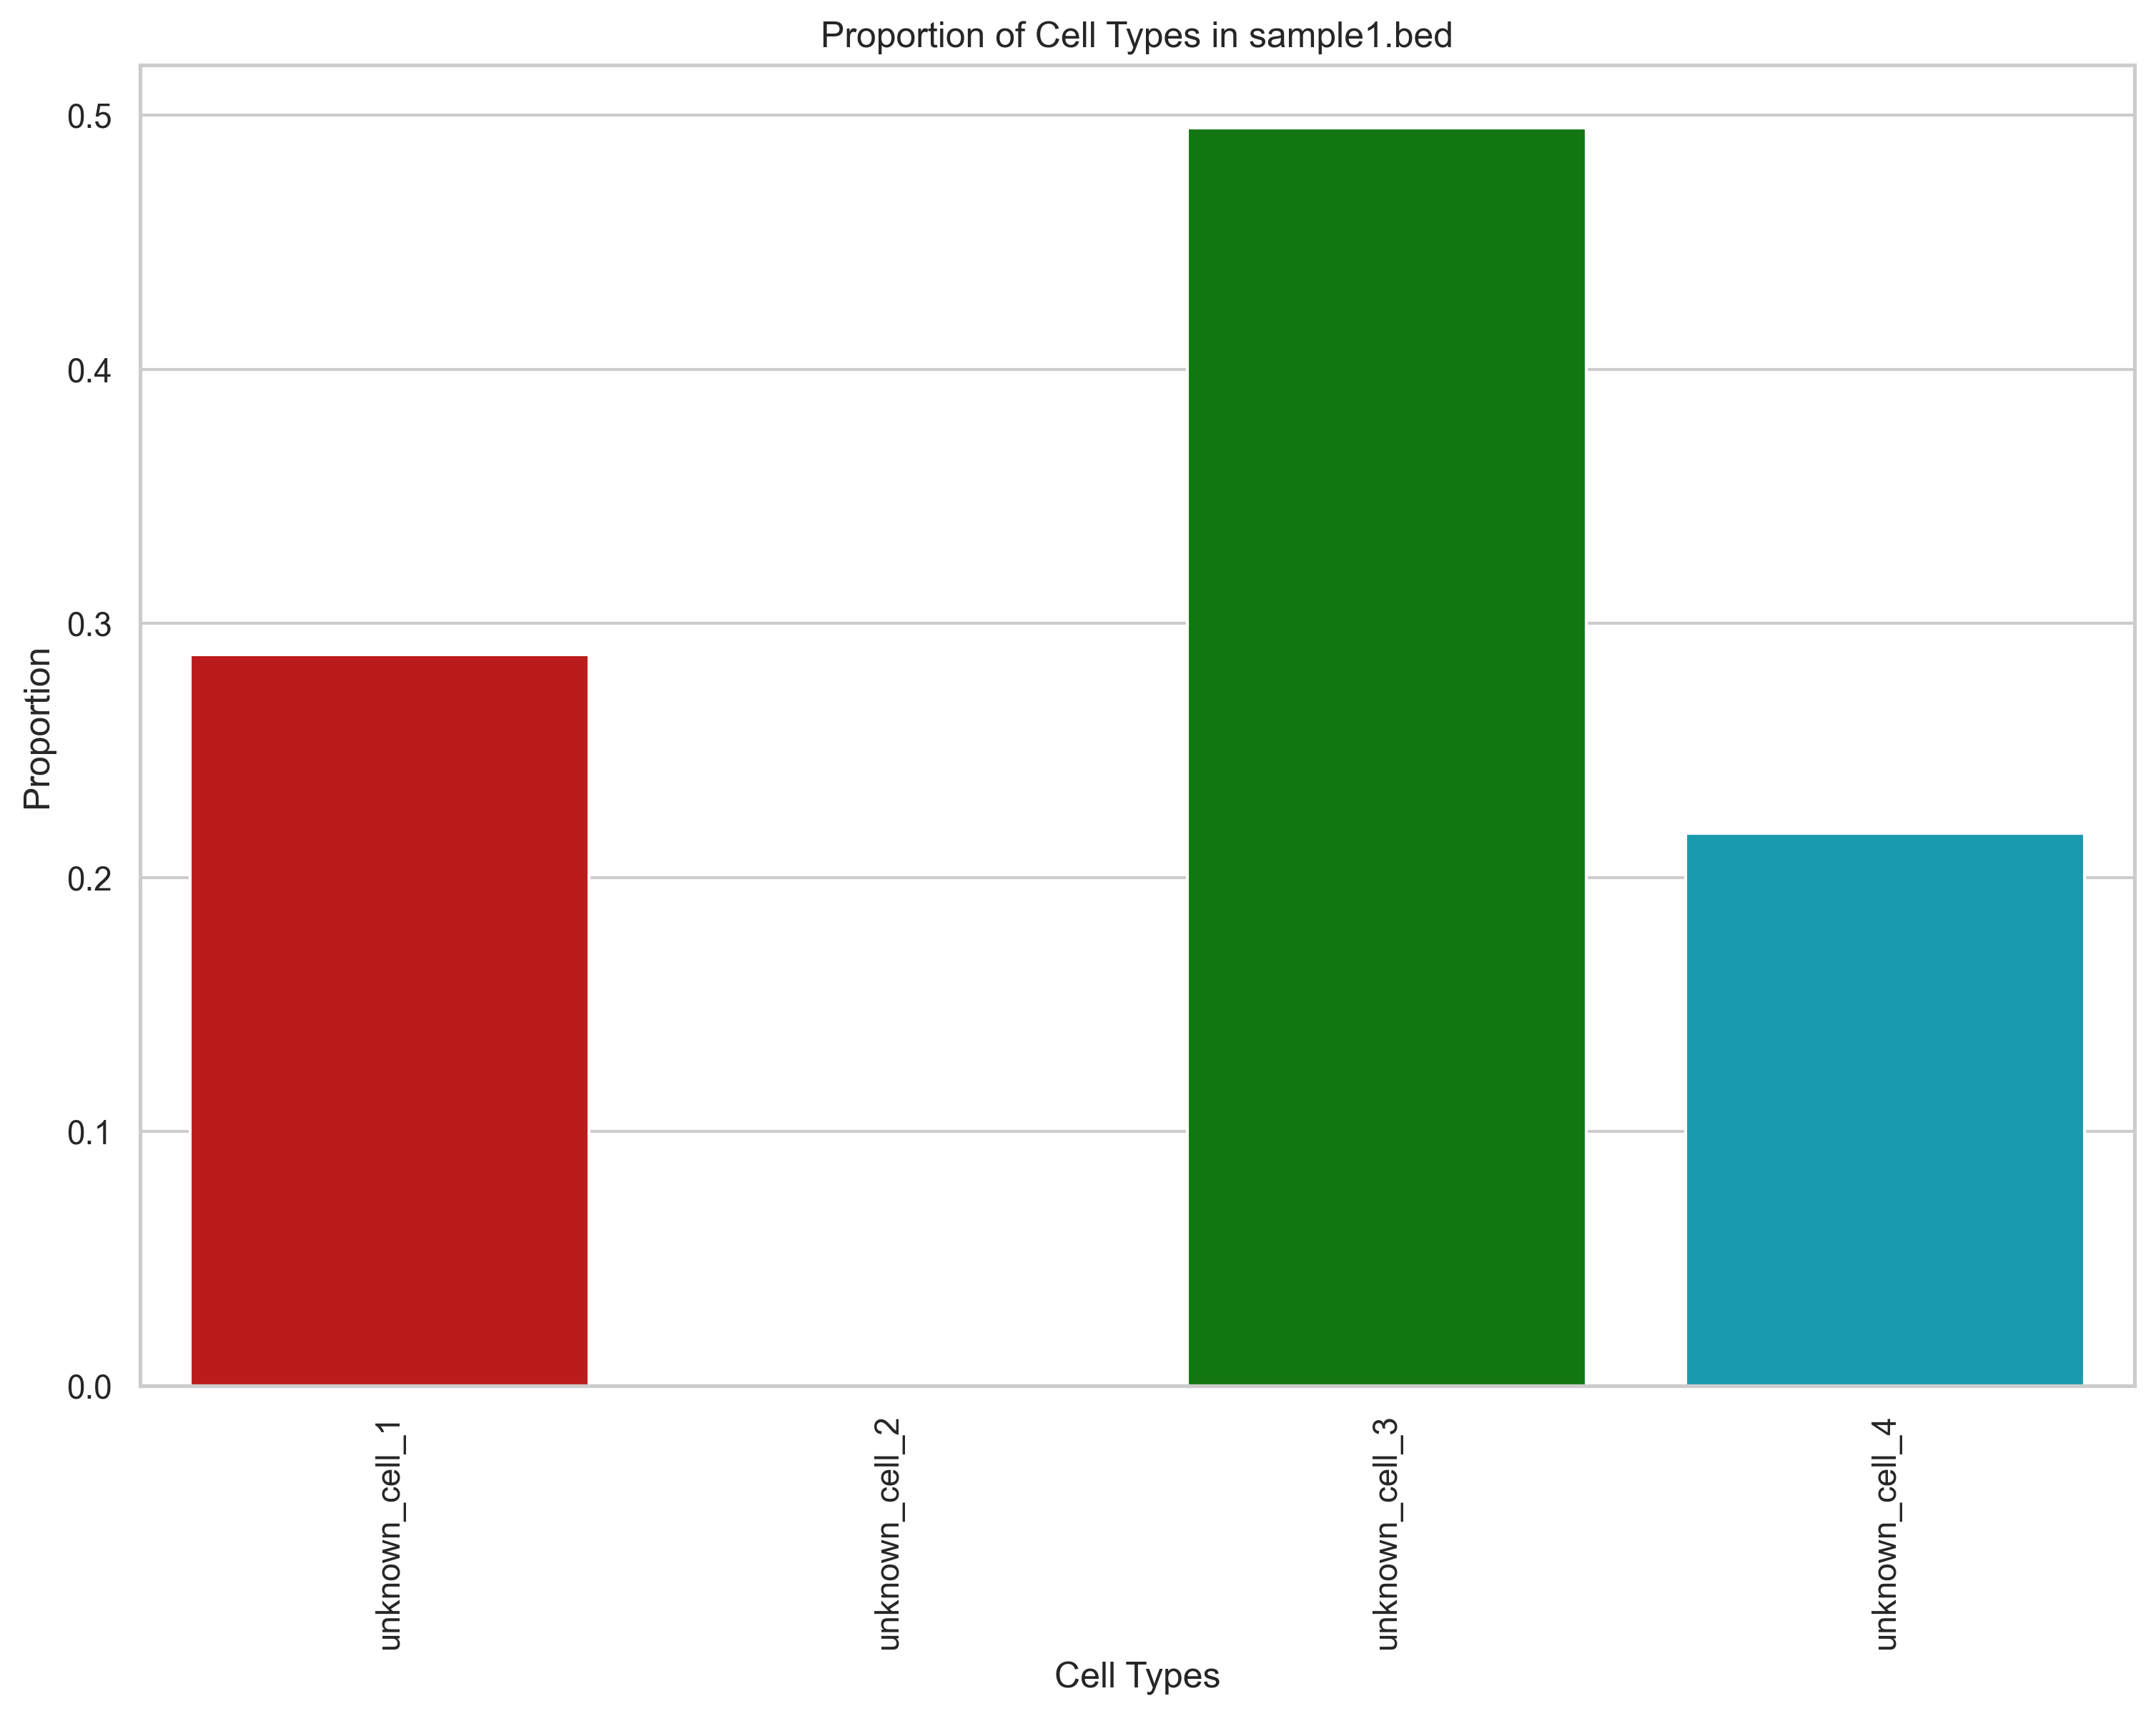 Proportion of Cell Types in sample1.bed
Proportion
0.5
0.4
0.3
0.2
0.1
0.0
unknown_cell_1
unknown_cell_2
unknown_cell_3
unknown_cell_4
Cell Types